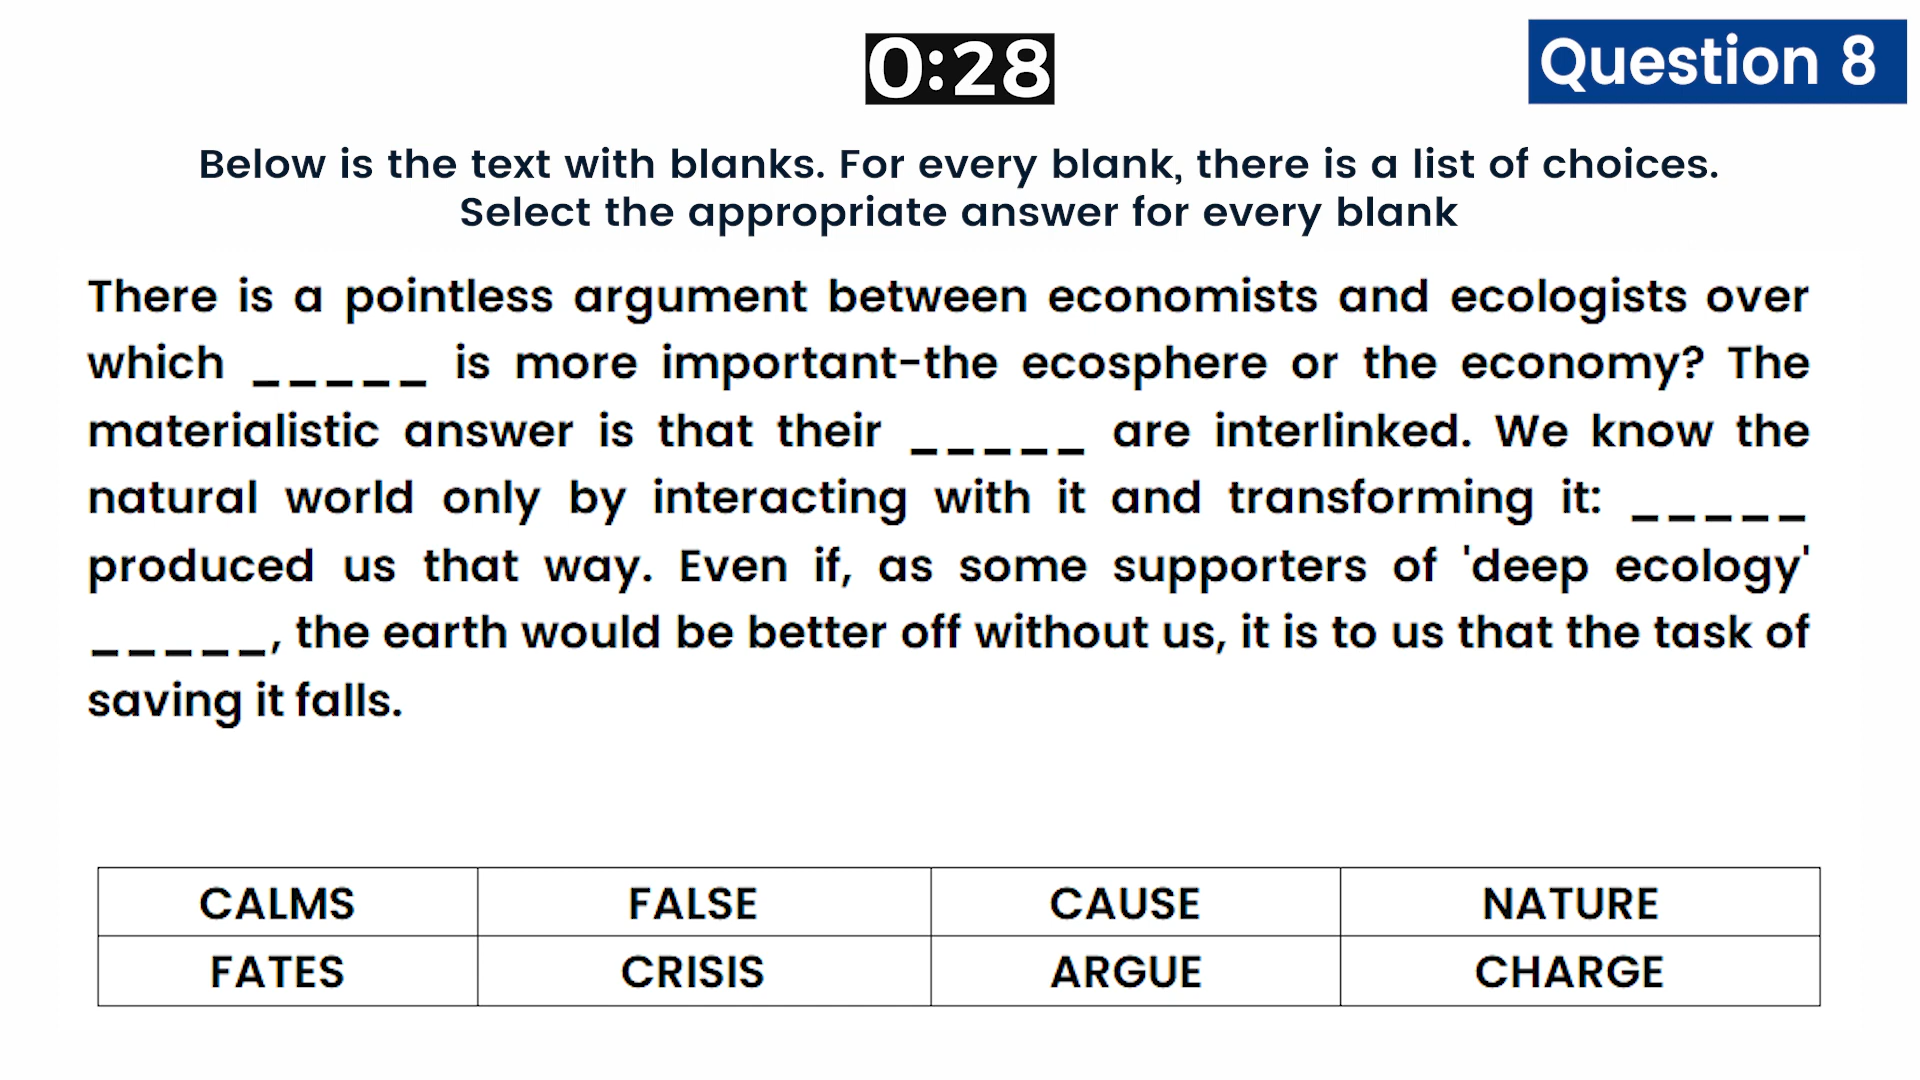 0:28
Question 8
Below is the text with blanks. For every blank, there is a list of choices.
Select the appropriate answer for every blank
There is a pointless argument between economists and ecologists over
which _____ is more important-the ecosphere or the economy? The
materialistic answer is that their _____ are interlinked. We know the
natural world only by interacting with it and transforming it: _____
produced us that way. Even if, as some supporters of 'deep ecology'
_____, the earth would be better off without us, it is to us that the task of
saving it falls.
CALMS FALSE CAUSE NATURE
FATES CRISIS ARGUE CHARGE